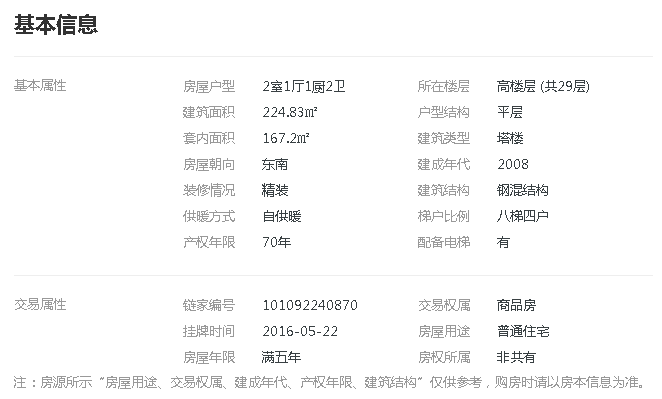 基本信息
基本属性 房屋户型 2室1厅1厨2卫 所在楼层 高楼层 (共29层)
建筑面积 224.83㎡ 户型结构 平层
套内面积 167.2㎡ 建筑类型 塔楼
房屋朝向 东南 建成年代 2008
装修情况 精装 建筑结构 钢混结构
供暖方式 自供暖 梯户比例 八梯四户
产权年限 70年 配备电梯 有
交易属性 链家编号 101092240870 交易权属 商品房
挂牌时间 2016-05-22 房屋用途 普通住宅
房屋年限 满五年 房权所属 非共有
注：房源所示“房屋用途、交易权属、建成年代、产权年限、建筑结构”仅供参考，购房时请以房本信息为准。